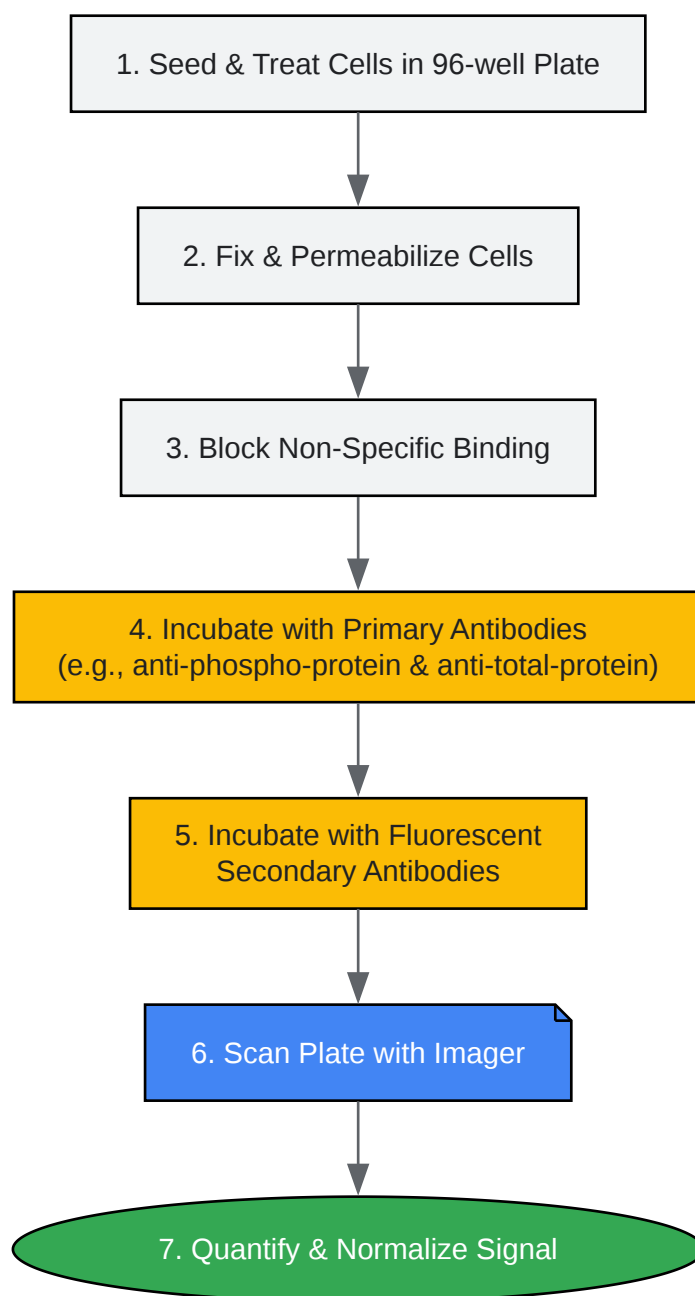 1. Seed & Treat Cells in 96-well Plate
2. Fix & Permeabilize Cells
3. Block Non-Specific Binding
4. Incubate with Primary Antibodies
(e.g., anti-phospho-protein & anti-total-protein)
5. Incubate with Fluorescent
Secondary Antibodies
6. Scan Plate with Imager
7. Quantify & Normalize Signal